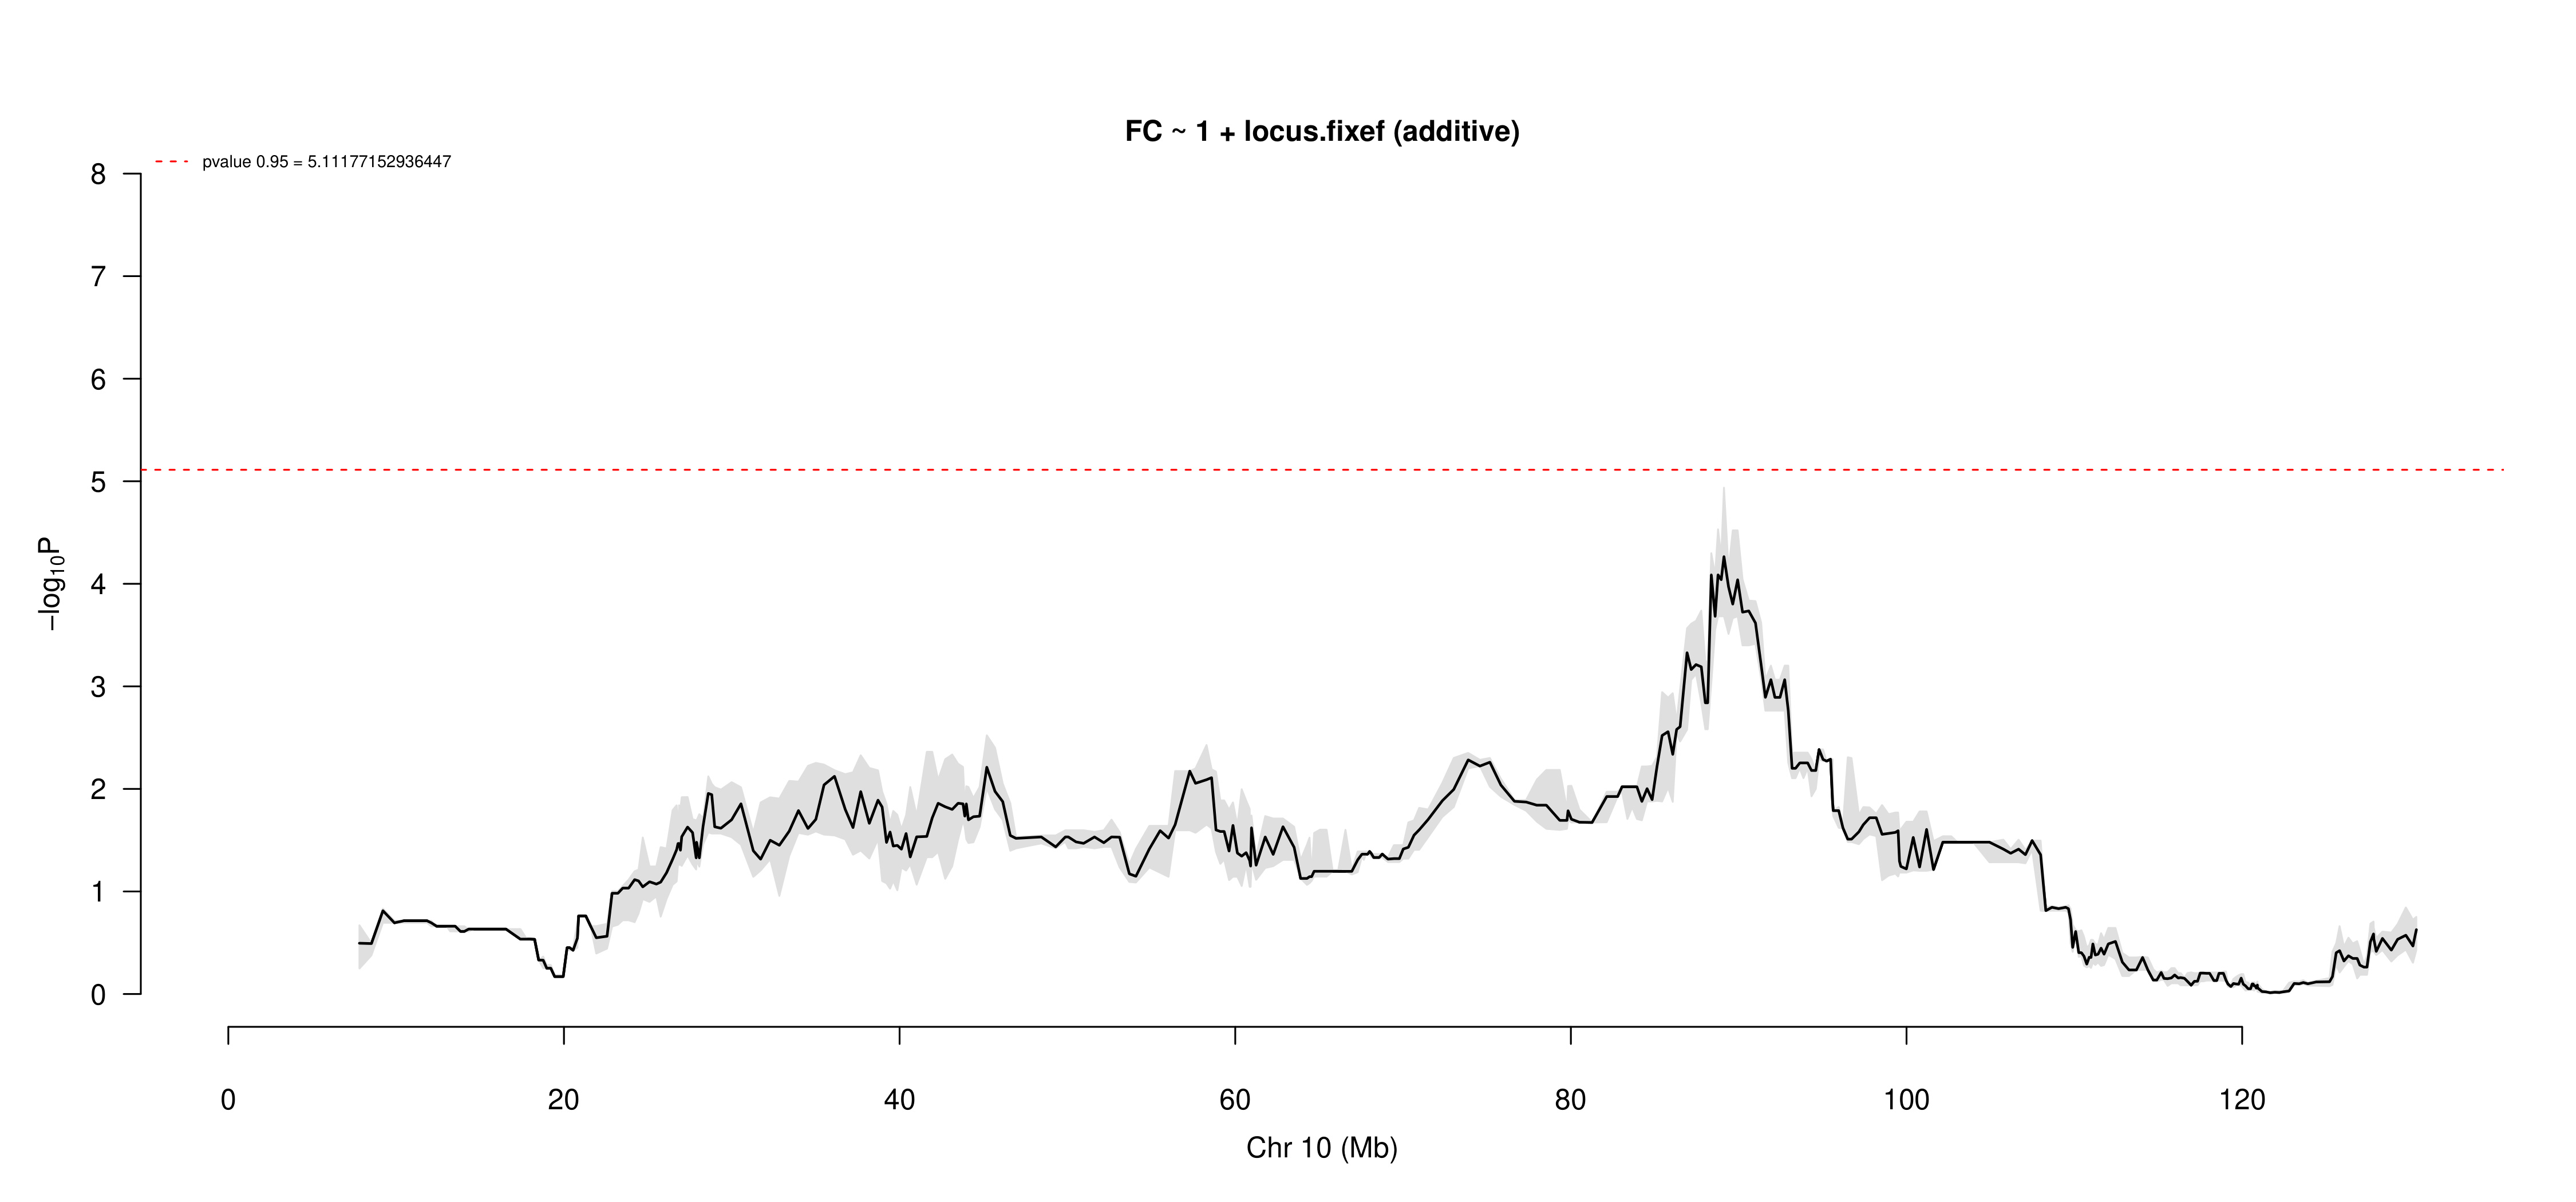 FC ~ 1 + locus.fixef (additive)
pvalue 0.95 = 5.11177152936447
8
7
6
5
4
3
2
1
0
−log10P
0 20 40 60 80 100 120
Chr 10 (Mb)